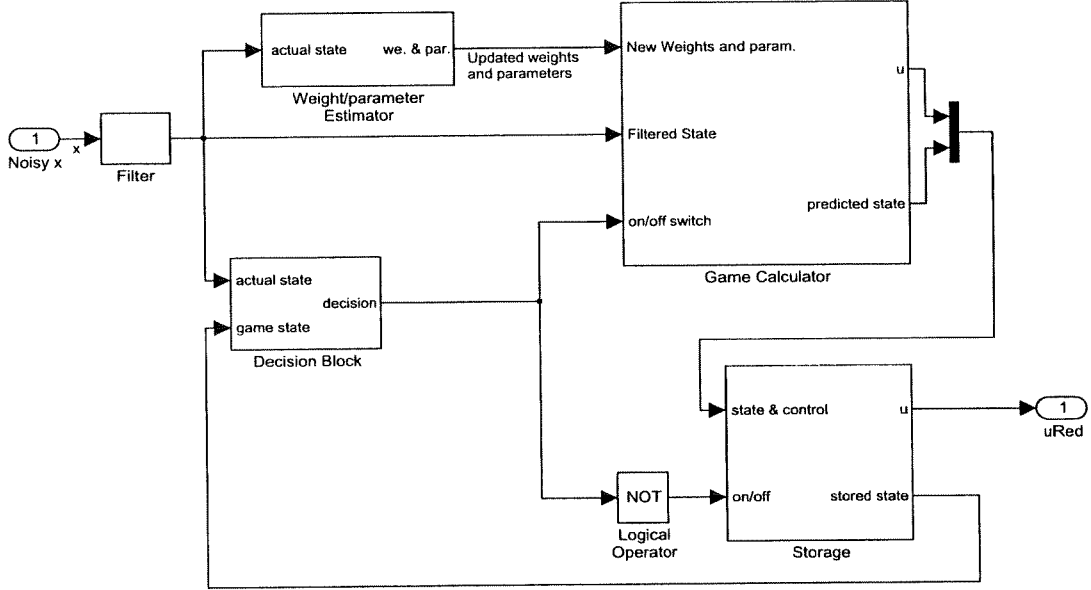 actual state
we. & par.
Updated weights
and parameters
Weight/parameter
Estimator
New Weights and param.
u
Filtered State
predicted state
on/off switch
Game Calculator
1
Noisy x
x
Filter
actual state
decision
game state
Decision Block
state & control
u
1
uRed
NOT
on/off
stored state
Logical
Operator
Storage